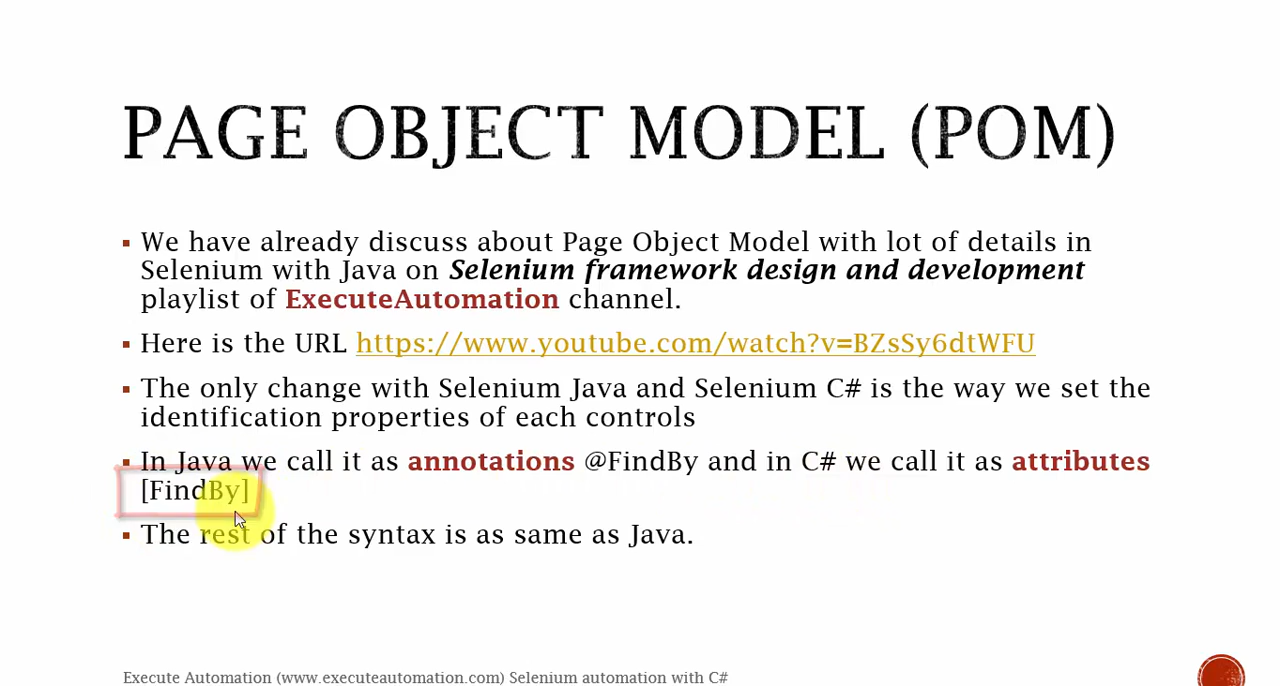 PAGE OBJECT MODEL (POM)
We have already discuss about Page Object Model with lot of details in
Selenium with Java on Selenium framework design and development
playlist of ExecuteAutomation channel.
Here is the URL https://www.youtube.com/watch?v=BZsSy6dtWFU
The only change with Selenium Java and Selenium C# is the way we set the
identification properties of each controls
In Java we call it as annotations @FindBy and in C# we call it as attributes
[FindBy]
The rest of the syntax is as same as Java.
Execute Automation (www.executeautomation.com) Selenium automation with C#